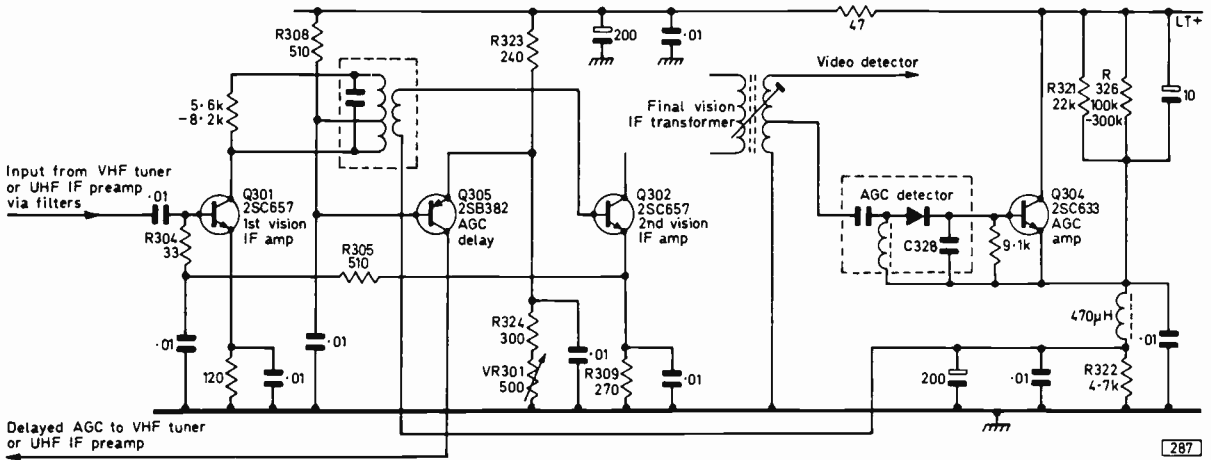 LT+
47
R308
510
200
·01
R323
240
Video detector
R321
22k
R
326
100k
-300k
10
5·6k
-8·2k
Final vision
IF transformer
Input from VHF tuner
or UHF IF preamp
via filters
·01
Q301
2SC657
1st vision
IF amp
Q305
2SB382
AGC
delay
Q302
2SC657
2nd vision
IF amp
AGC detector
C328
9·1k
Q304
2SC633
AGC
amp
R304
33
R305
510
470µH
·01
·01
120
·01
·01
R324
300
VR301
500
·01
R309
270
·01
200
·01
R322
4·7k
Delayed AGC to VHF tuner
or UHF IF preamp
287